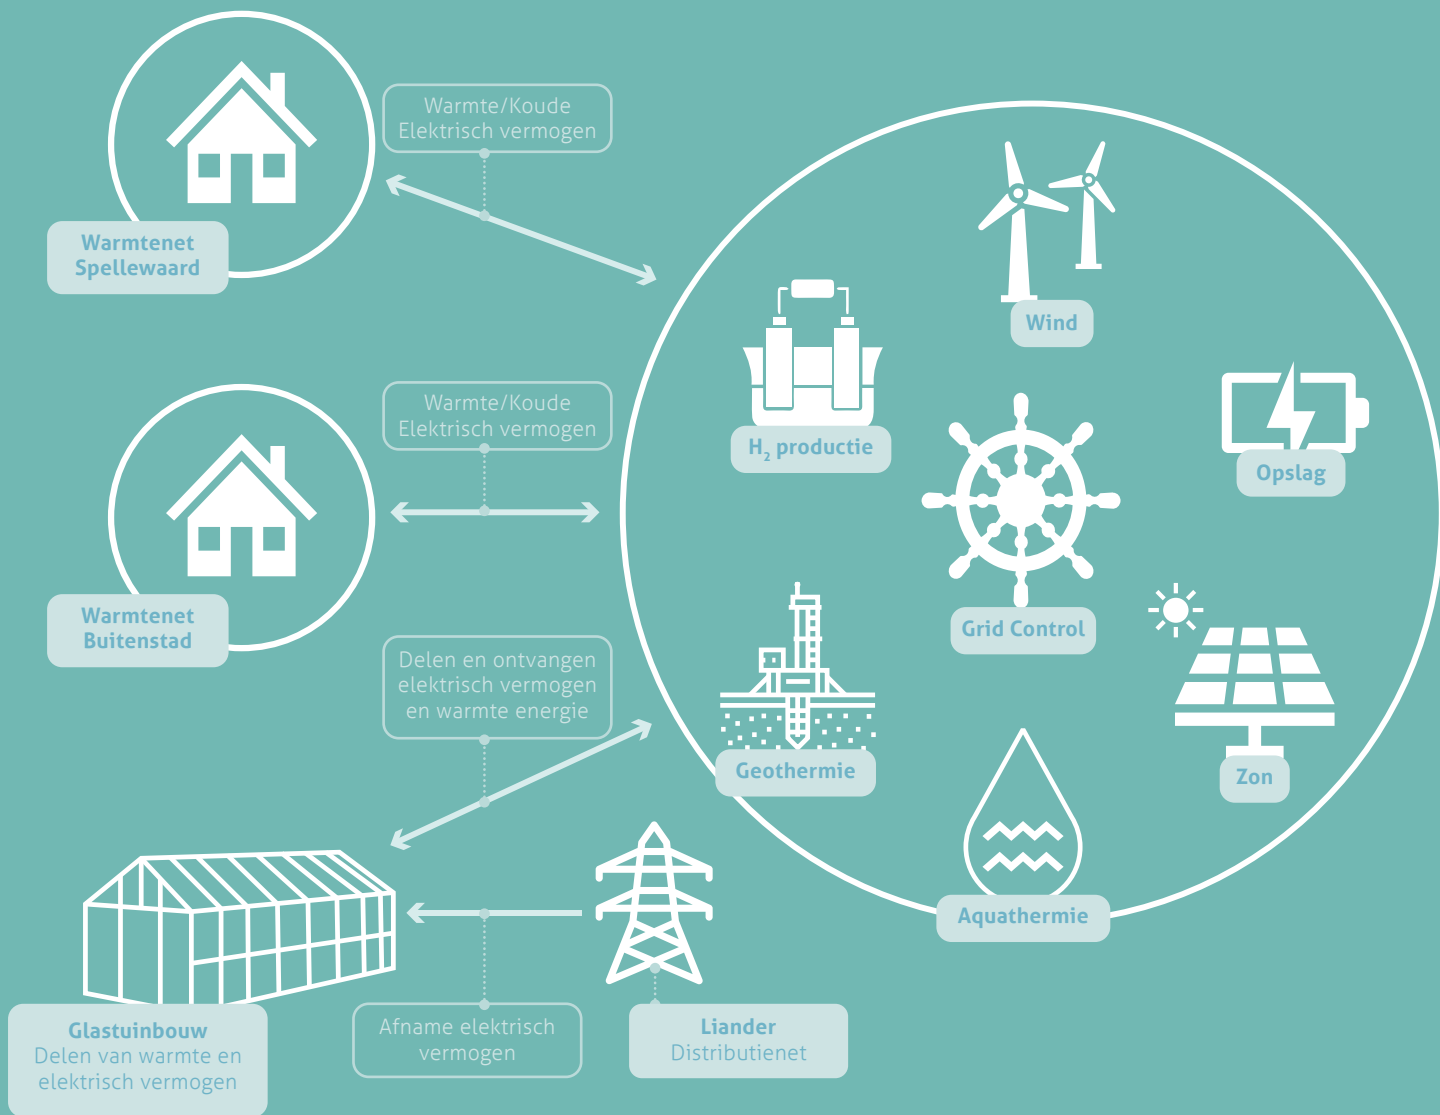 Warmte/Koude
Elektrisch vermogen
Warmtenet
Spellewaard
Wind
H₂ productie
Opslag
Warmte/Koude
Elektrisch vermogen
Warmtenet
Buitenstad
Grid Control
Delen en ontvangen
elektrisch vermogen
en warmte energie
Geothermie
Zon
Aquathermie
Glastuinbouw
Delen van warmte en
elektrisch vermogen
Afname elektrisch
vermogen
Liander
Distributienet